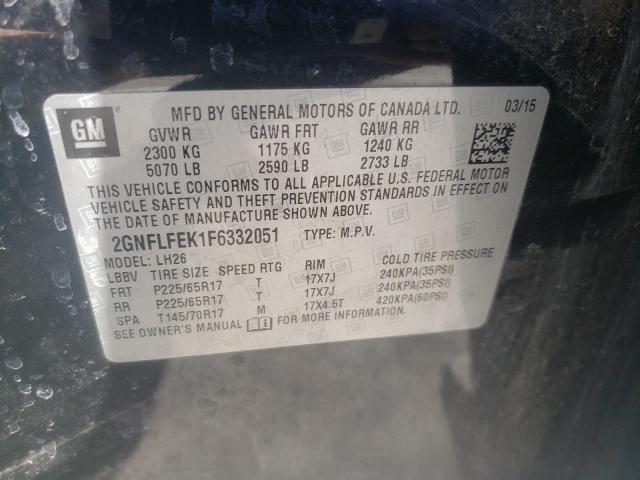 GM
MFD BY GENERAL MOTORS OF CANADA LTD. 03/15
GVWR GAWR FRT GAWR RR
2300 KG 1175 KG 1240 KG
5070 LB 2590 LB 2733 LB
THIS VEHICLE CONFORMS TO ALL APPLICABLE U.S. FEDERAL MOTOR
VEHICLE SAFETY AND THEFT PREVENTION STANDARDS IN EFFECT ON
THE DATE OF MANUFACTURE SHOWN ABOVE.
2GNFLFEK1F6332051 TYPE: M.P.V.
MODEL: LH26
LBBV TIRE SIZE SPEED RTG RIM COLD TIRE PRESSURE
FRT P225/65R17 T 17X7J 240KPA(35PSI)
RR P225/65R17 T 17X7J 240KPA(35PSI)
SPA T145/70R17 M 17X4.5T 420KPA(60PSI)
SEE OWNER'S MANUAL FOR MORE INFORMATION.